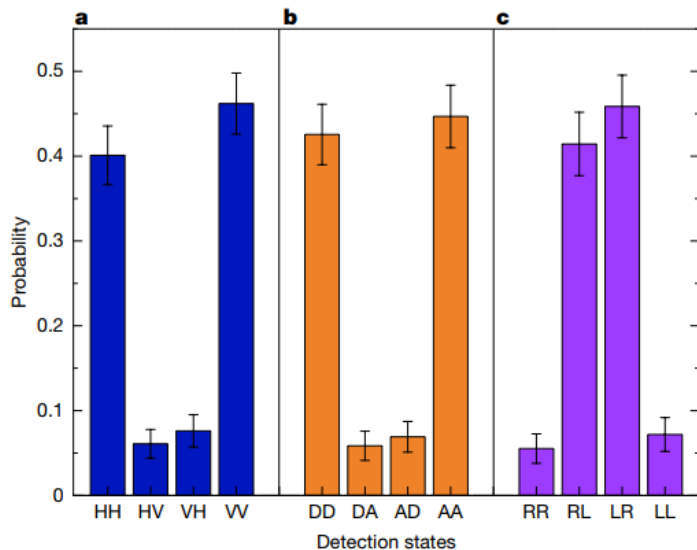 a
b
c
Probability
0.5
0.4
0.3
0.2
0.1
0
HH HV VH VV
DD DA AD AA
RR RL LR LL
Detection states